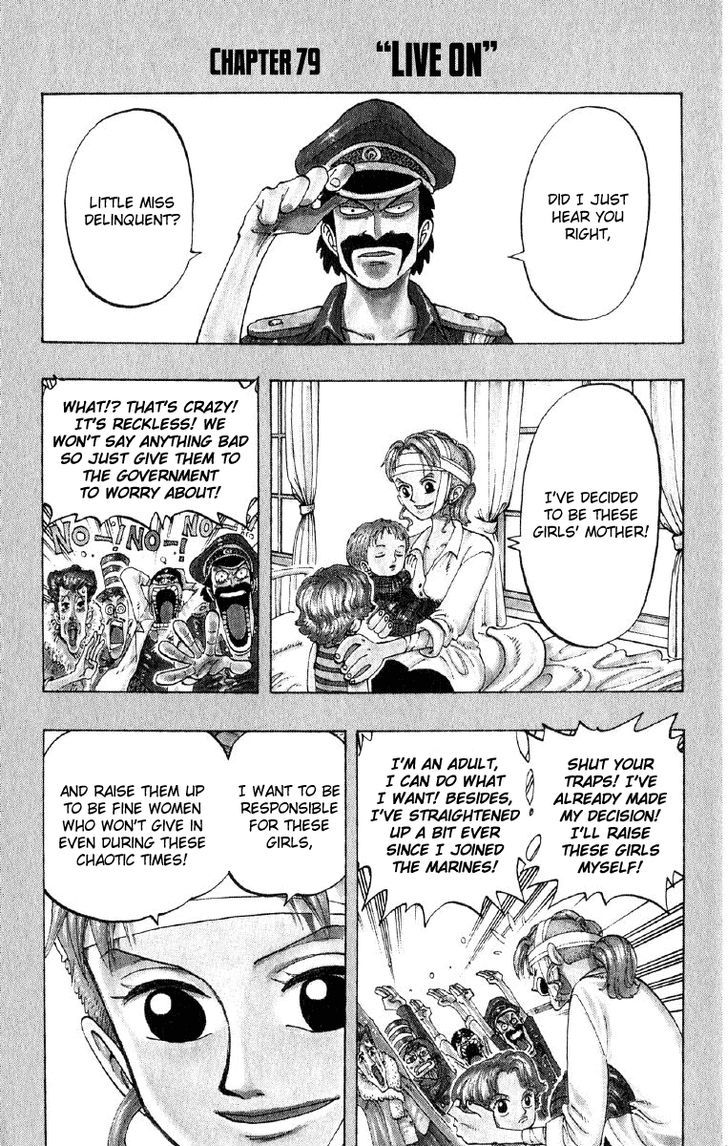 CHAPTER 79 "LIVE ON"
DID I JUST
HEAR YOU
RIGHT,
LITTLE MISS
DELINQUENT?
I'VE DECIDED
TO BE THESE
GIRLS' MOTHER!
WHAT!? THAT'S CRAZY!
IT'S RECKLESS! WE
WON'T SAY ANYTHING BAD
SO JUST GIVE THEM TO
THE GOVERNMENT
TO WORRY ABOUT!
NO-! NO-! NO-!
SHUT YOUR
TRAPS! I'VE
ALREADY MADE
MY DECISION!
I'LL RAISE
THESE GIRLS
MYSELF!
I'M AN ADULT,
I CAN DO WHAT
I WANT! BESIDES,
I'VE STRAIGHTENED
UP A BIT EVER
SINCE I JOINED
THE MARINES!
I WANT TO BE
RESPONSIBLE
FOR THESE
GIRLS,
AND RAISE THEM UP
TO BE FINE WOMEN
WHO WON'T GIVE IN
EVEN DURING THESE
CHAOTIC TIMES!